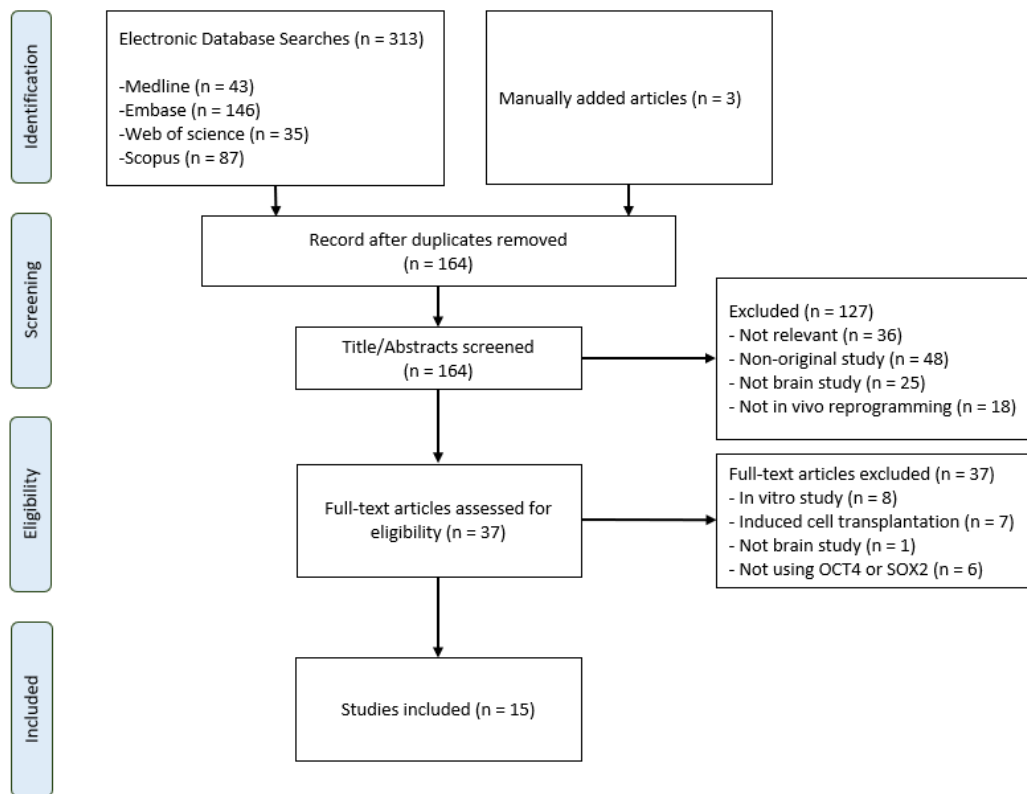 Identification
Electronic Database Searches (n = 313)
-Medline (n = 43)
-Embase (n = 146)
-Web of science (n = 35)
-Scopus (n = 87)
Manually added articles (n = 3)
Screening
Record after duplicates removed
(n = 164)
Title/Abstracts screened
(n = 164)
Excluded (n = 127)
- Not relevant (n = 36)
- Non-original study (n = 48)
- Not brain study (n = 25)
- Not in vivo reprogramming (n = 18)
Eligibility
Full-text articles assessed for
eligibility (n = 37)
Full-text articles excluded (n = 37)
- In vitro study (n = 8)
- Induced cell transplantation (n = 7)
- Not brain study (n = 1)
- Not using OCT4 or SOX2 (n = 6)
Included
Studies included (n = 15)